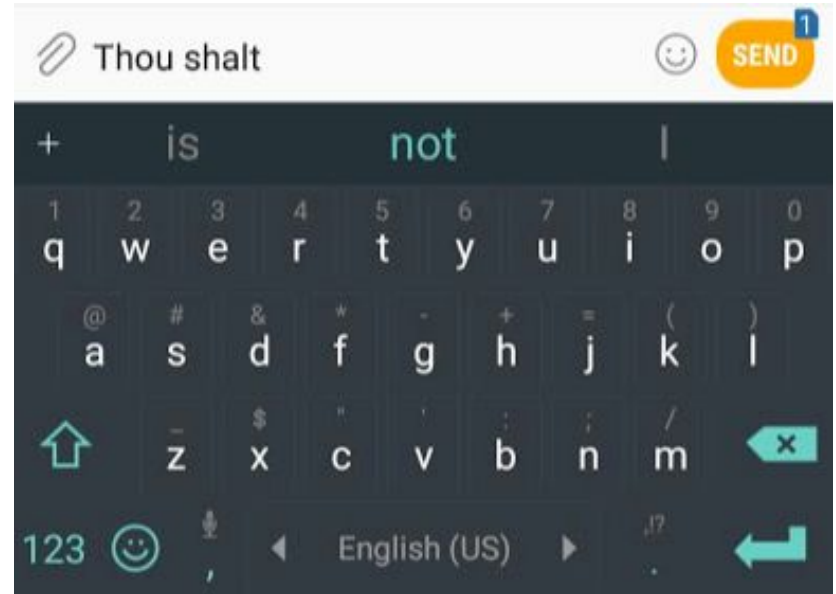 Thou shalt
SEND
1
+ is not I
1 2 3 4 5 6 7 8 9 0
q w e r t y u i o p
@ # & * - + = ( )
a s d f g h j k l
_ $ " ' : ; /
z x c v b n m
123 , English (US) ,!? .